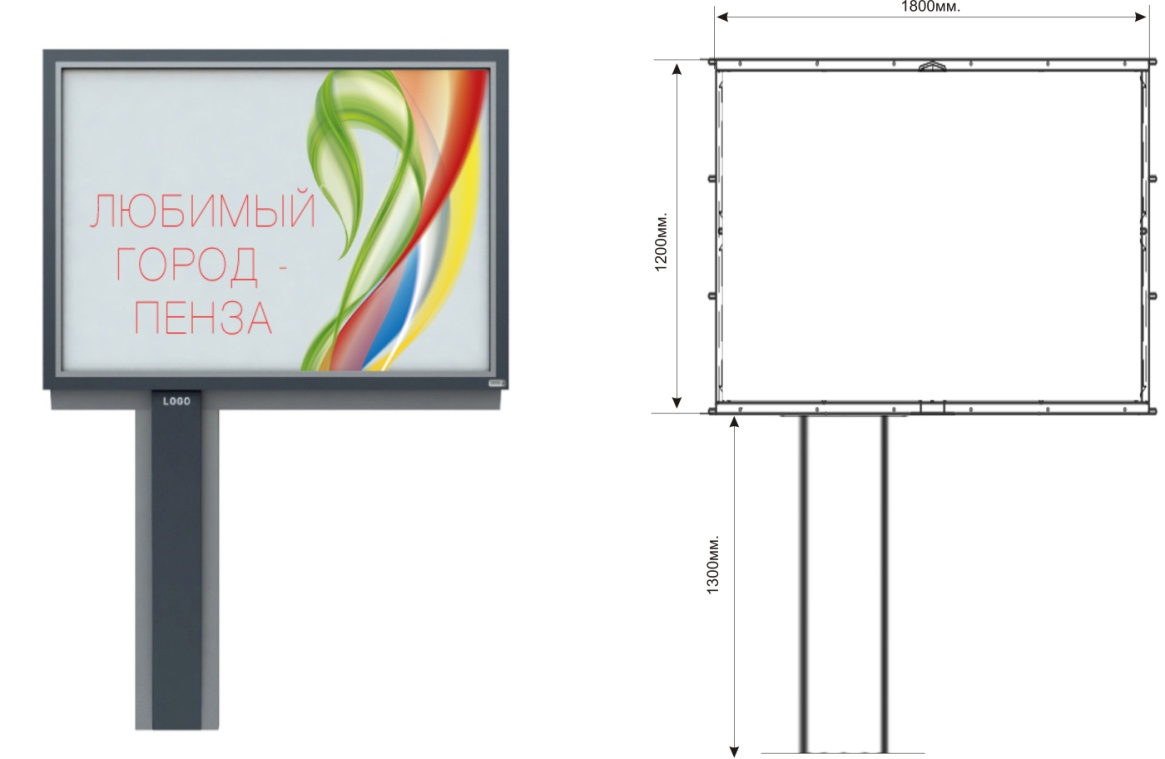 ЛЮБИМЫЙ
ГОРОД -
ПЕНЗА
LOGO
1800мм.
1200мм.
1300мм.